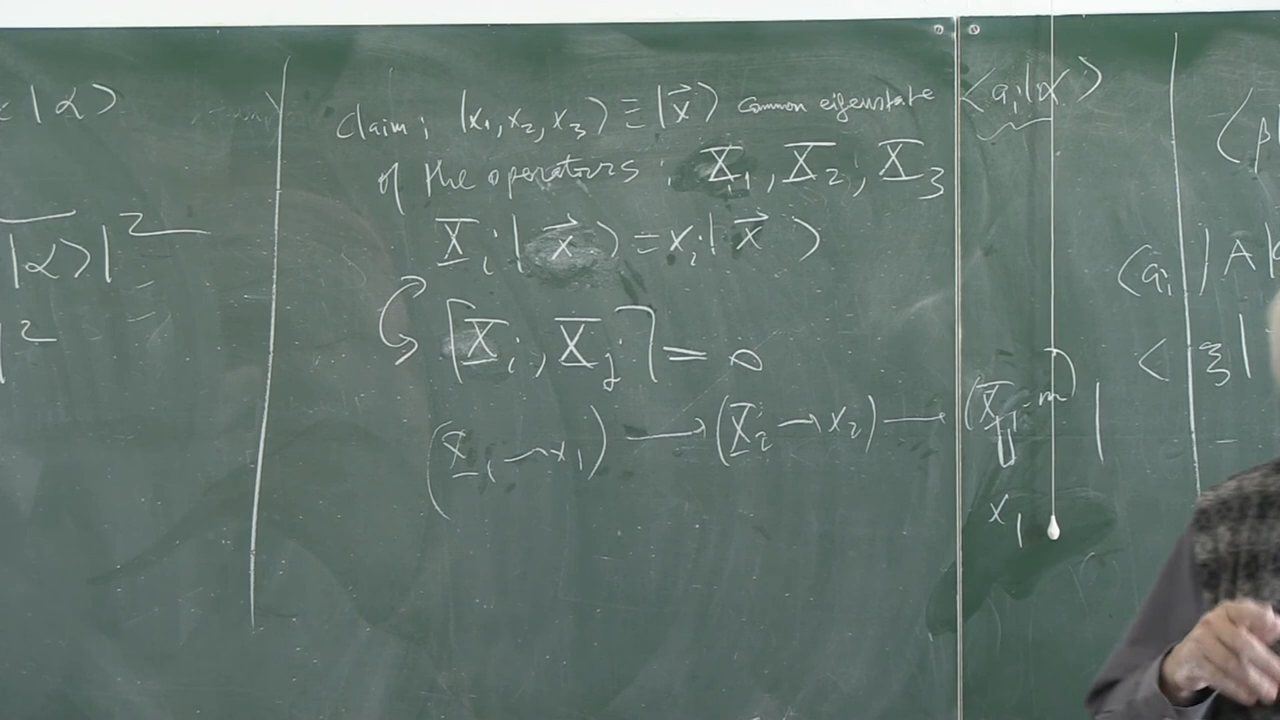 |α⟩
|α⟩|²
|²
Claim: |x₁, x₂, x₃⟩ ≡ |x⃗⟩ common eigenstate
of the operators : X₁, X₂, X₃
Xᵢ |x⃗⟩ = xᵢ |x⃗⟩
[Xᵢ, Xⱼ] = 0
(X₁ → x₁) → (X₂ → x₂) → (X₁ → m)
x₁
⟨aᵢ|α⟩
⟨β
⟨aᵢ|A|
⟨ξ|